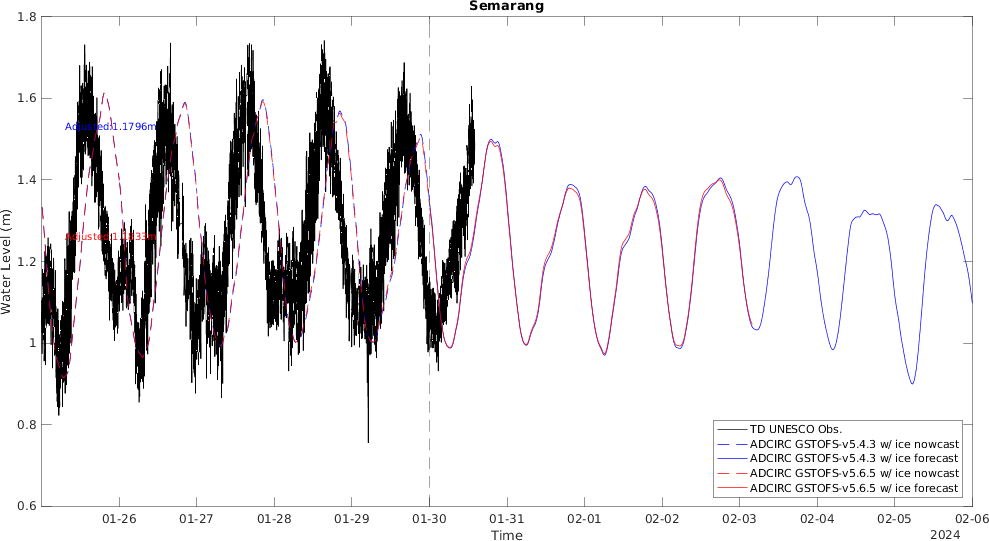 Semarang
1.8
1.6
1.4
1.2
1
0.8
0.6
Water Level (m)
Adjusted:1.1796m
TD UNESCO Obs.
ADCIRC GSTOFS-v5.4.3 w/ ice nowcast
ADCIRC GSTOFS-v5.4.3 w/ ice forecast
ADCIRC GSTOFS-v5.6.5 w/ ice nowcast
ADCIRC GSTOFS-v5.6.5 w/ ice forecast
01-26 01-27 01-28 01-29 01-30 01-31 02-01 02-02 02-03 02-04 02-05 02-06
Time
2024